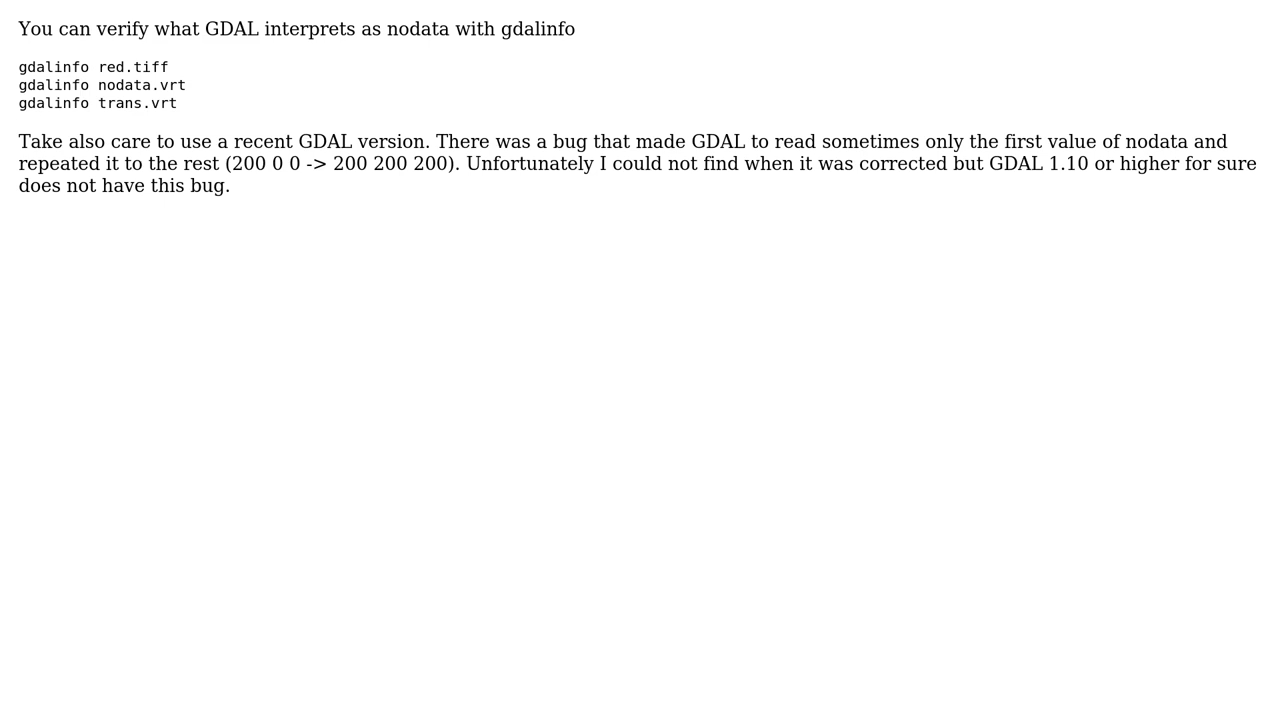 You can verify what GDAL interprets as nodata with gdalinfo
gdalinfo red.tiff
gdalinfo nodata.vrt
gdalinfo trans.vrt
Take also care to use a recent GDAL version. There was a bug that made GDAL to read sometimes only the first value of nodata and
repeated it to the rest (200 0 0 -> 200 200 200). Unfortunately I could not find when it was corrected but GDAL 1.10 or higher for sure
does not have this bug.